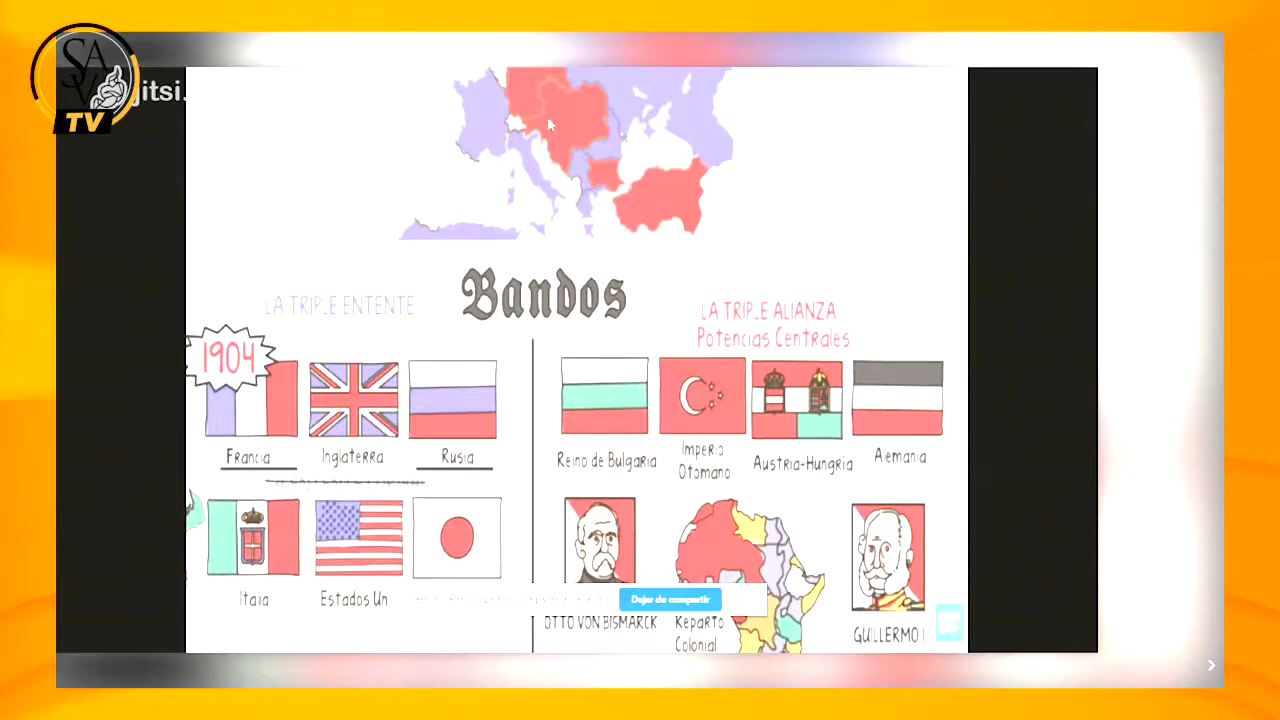 SA
V
TV
jitsi.
Bandos
LA TRIPLE ENTENTE
LA TRIPLE ALIANZA
Potencias Centrales
1904
Francia
Inglaterra
Rusia
Reino de Bulgaria
Imperio
Otomano
Austria-Hungria
Alemania
Italia
Estados Un
Dejar de compartir
OTTO VON BISMARCK
Reparto
Colonial
GUILLERMO I